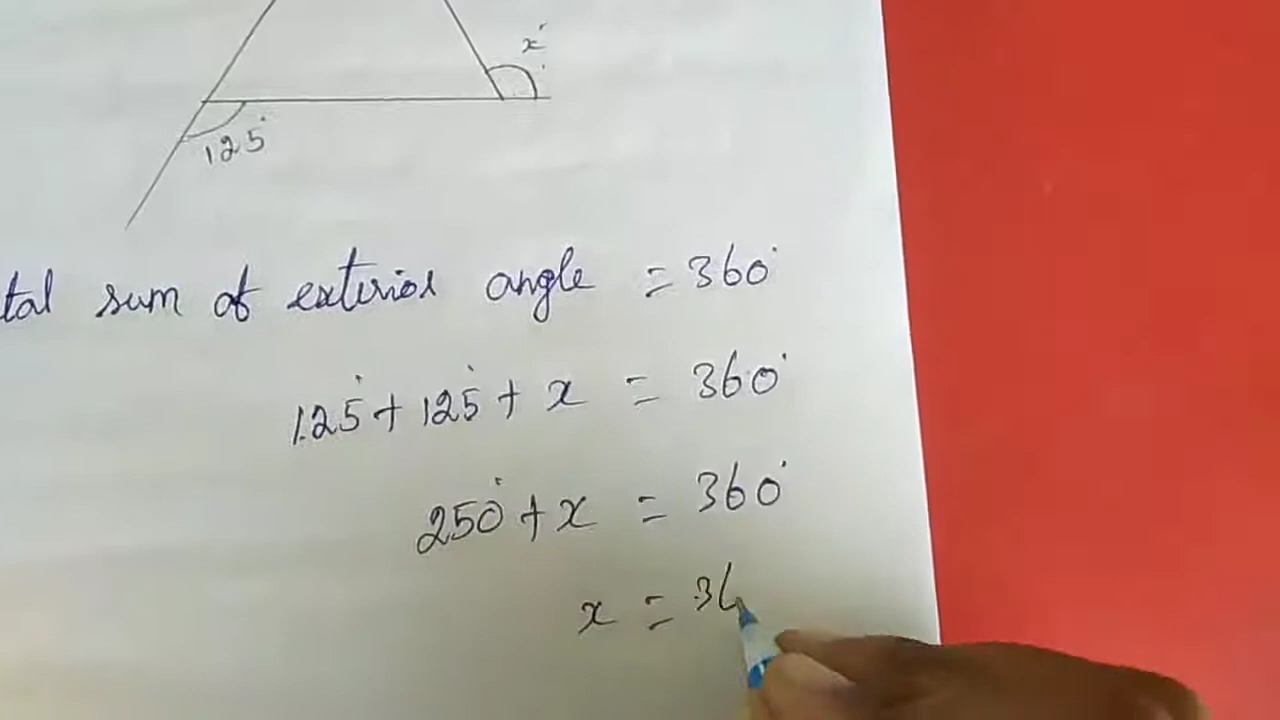 x°
125°
tal sum of exterior angle = 360°
125° + 125° + x = 360°
250° + x = 360°
x = 36